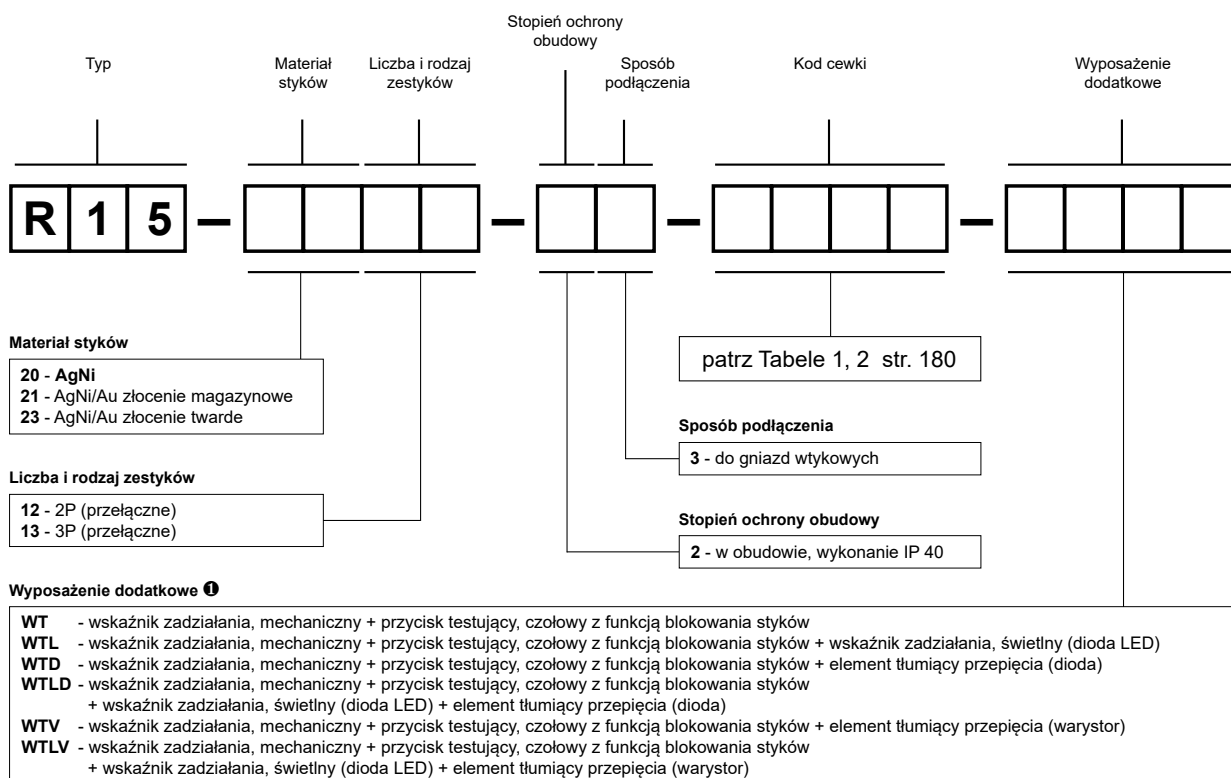 Stopień ochrony
obudowy
Typ
Materiał
styków
Liczba i rodzaj
zestyków
Sposób
podłączenia
Kod cewki
Wyposażenie
dodatkowe
R 1 5 – – – –
Materiał styków
20 - AgNi
21 - AgNi/Au złocenie magazynowe
23 - AgNi/Au złocenie twarde
patrz Tabele 1, 2 str. 180
Sposób podłączenia
3 - do gniazd wtykowych
Liczba i rodzaj zestyków
12 - 2P (przełączne)
13 - 3P (przełączne)
Stopień ochrony obudowy
2 - w obudowie, wykonanie IP 40
Wyposażenie dodatkowe ❶
WT - wskaźnik zadziałania, mechaniczny + przycisk testujący, czołowy z funkcją blokowania styków
WTL - wskaźnik zadziałania, mechaniczny + przycisk testujący, czołowy z funkcją blokowania styków + wskaźnik zadziałania, świetlny (dioda LED)
WTD - wskaźnik zadziałania, mechaniczny + przycisk testujący, czołowy z funkcją blokowania styków + element tłumiący przepięcia (dioda)
WTLD - wskaźnik zadziałania, mechaniczny + przycisk testujący, czołowy z funkcją blokowania styków
+ wskaźnik zadziałania, świetlny (dioda LED) + element tłumiący przepięcia (dioda)
WTV - wskaźnik zadziałania, mechaniczny + przycisk testujący, czołowy z funkcją blokowania styków + element tłumiący przepięcia (warystor)
WTLV - wskaźnik zadziałania, mechaniczny + przycisk testujący, czołowy z funkcją blokowania styków
+ wskaźnik zadziałania, świetlny (dioda LED) + element tłumiący przepięcia (warystor)